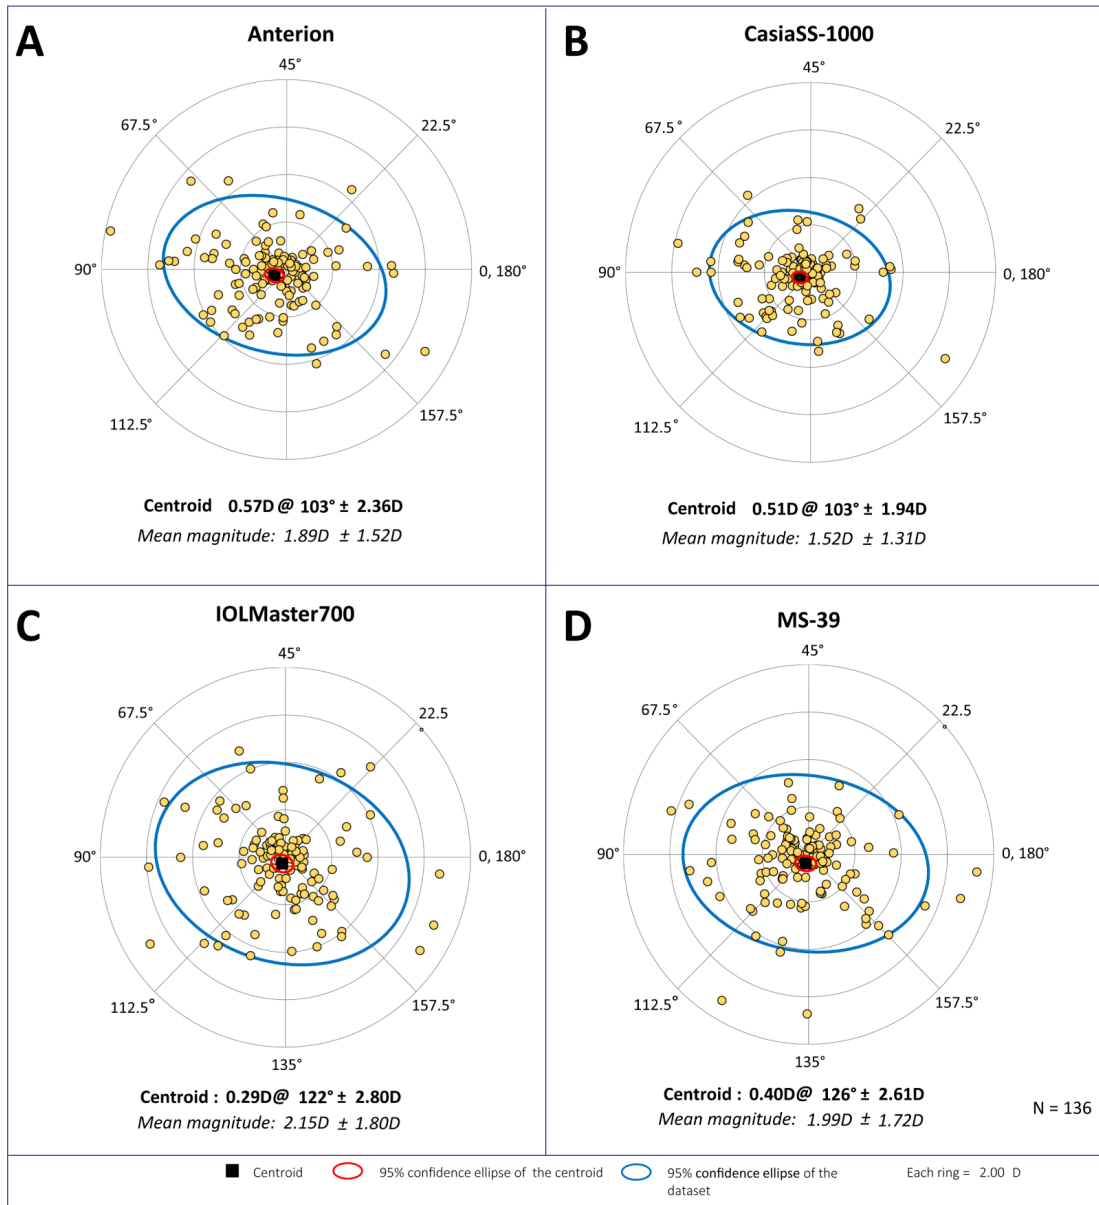 A
Anterion
45°
67.5°
22.5°
90°
0, 180°
112.5°
157.5°
Centroid 0.57D @ 103° ± 2.36D
Mean magnitude: 1.89D ± 1.52D
B
CasiaSS-1000
45°
67.5°
22.5°
90°
0, 180°
112.5°
157.5°
Centroid 0.51D @ 103° ± 1.94D
Mean magnitude: 1.52D ± 1.31D
C
IOLMaster700
45°
67.5°
22.5
°
90°
0, 180°
112.5°
157.5°
135°
Centroid : 0.29D@ 122° ± 2.80D
Mean magnitude: 2.15D ± 1.80D
D
MS-39
45°
67.5°
22.5
°
90°
0, 180°
112.5°
157.5°
135°
Centroid : 0.40D@ 126° ± 2.61D
Mean magnitude: 1.99D ± 1.72D
N = 136
Centroid
95% confidence ellipse of the centroid
95% confidence ellipse of the
dataset
Each ring = 2.00 D